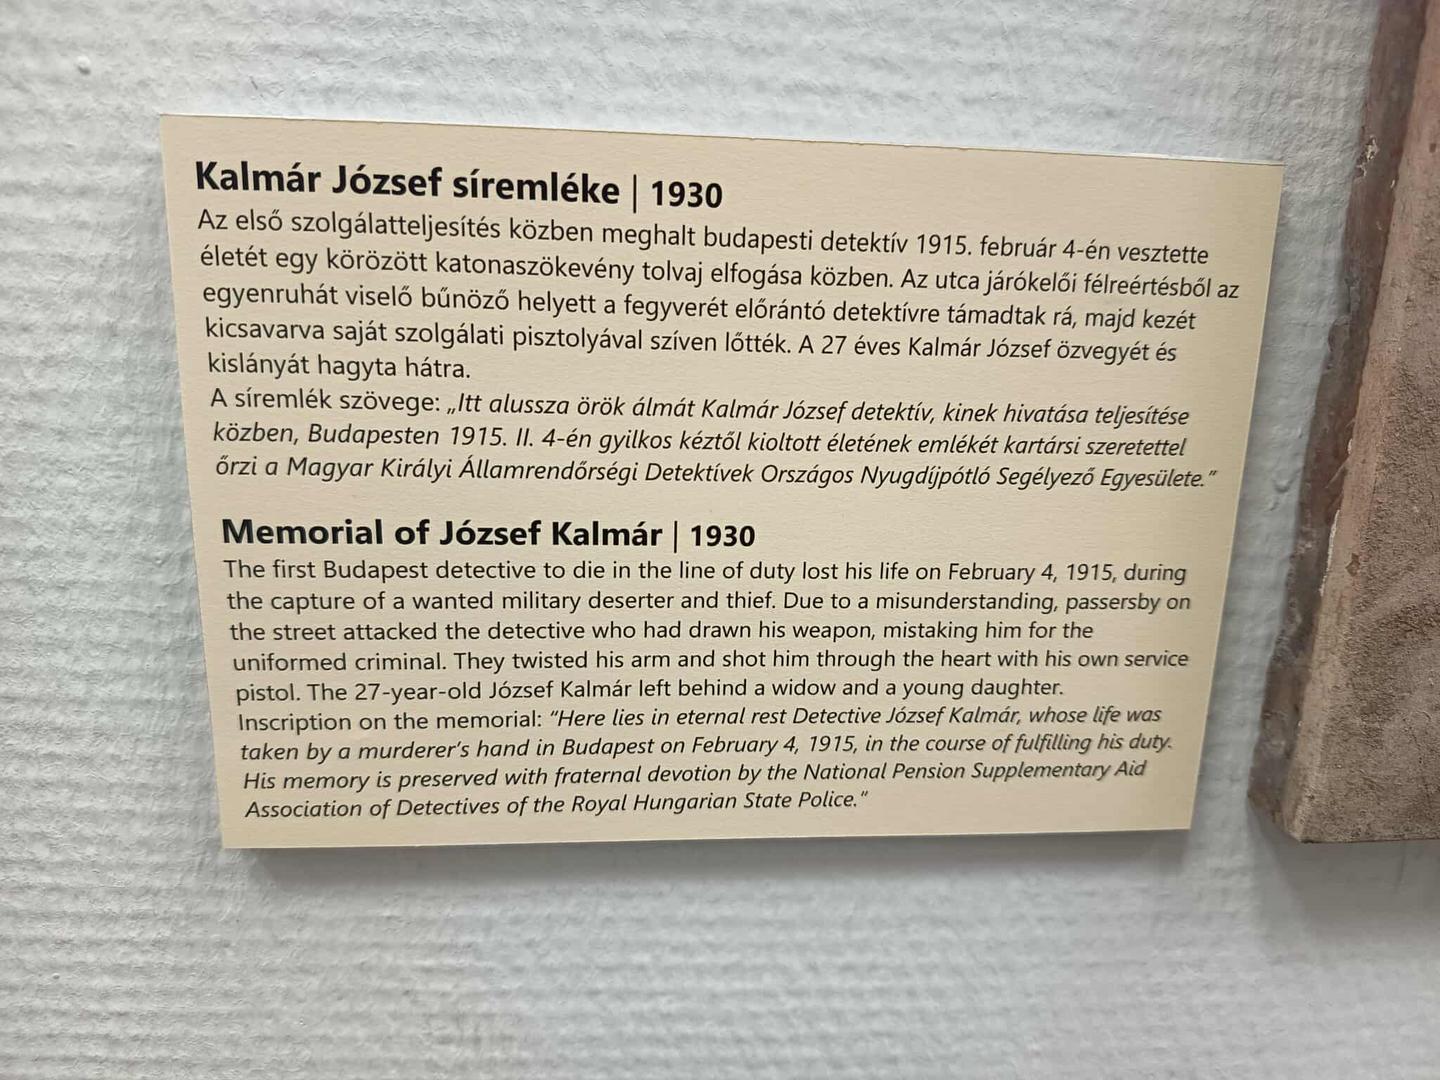 Kalmár József síremléke | 1930
Az első szolgálatteljesítés közben meghalt budapesti detektív 1915. február 4-én vesztette
életét egy körözött katonaszökevény tolvaj elfogása közben. Az utca járókelői félreértésből az
egyenruhát viselő bűnöző helyett a fegyverét előrántó detektívre támadtak rá, majd kezét
kicsavarva saját szolgálati pisztolyával szíven lőtték. A 27 éves Kalmár József özvegyét és
kislányát hagyta hátra.
A síremlék szövege: „Itt alussza örök álmát Kalmár József detektív, kinek hivatása teljesítése
közben, Budapesten 1915. II. 4-én gyilkos kéztől kioltott életének emlékét kartársi szeretettel
őrzi a Magyar Királyi Államrendőrségi Detektívek Országos Nyugdíjpótló Segélyező Egyesülete.”
Memorial of József Kalmár | 1930
The first Budapest detective to die in the line of duty lost his life on February 4, 1915, during
the capture of a wanted military deserter and thief. Due to a misunderstanding, passersby on
the street attacked the detective who had drawn his weapon, mistaking him for the
uniformed criminal. They twisted his arm and shot him through the heart with his own service
pistol. The 27-year-old József Kalmár left behind a widow and a young daughter.
Inscription on the memorial: “Here lies in eternal rest Detective József Kalmár, whose life was
taken by a murderer’s hand in Budapest on February 4, 1915, in the course of fulfilling his duty.
His memory is preserved with fraternal devotion by the National Pension Supplementary Aid
Association of Detectives of the Royal Hungarian State Police.”